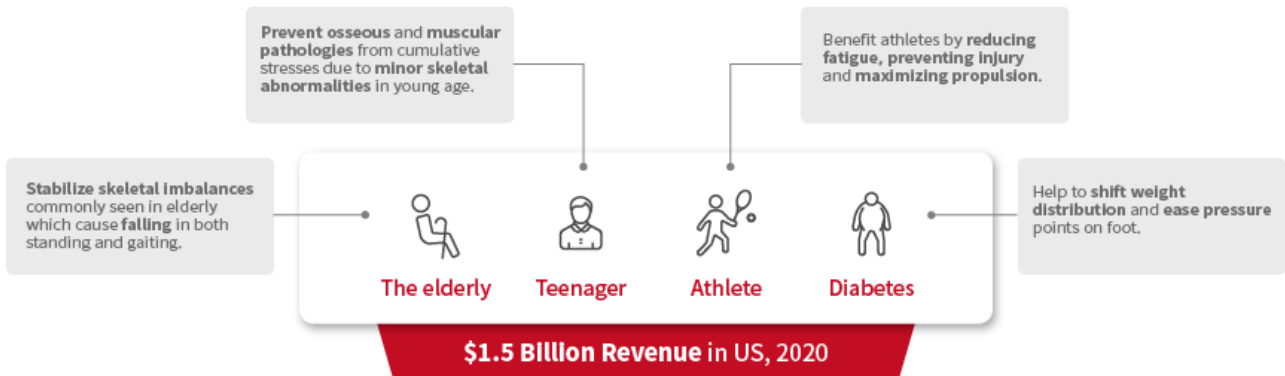 Prevent osseous and muscular
pathologies from cumulative
stresses due to minor skeletal
abnormalities in young age.
Benefit athletes by reducing
fatigue, preventing injury
and maximizing propulsion.
Stabilize skeletal imbalances
commonly seen in elderly
which cause falling in both
standing and gaiting.
Help to shift weight
distribution and ease pressure
points on foot.
The elderly
Teenager
Athlete
Diabetes
$1.5 Billion Revenue in US, 2020